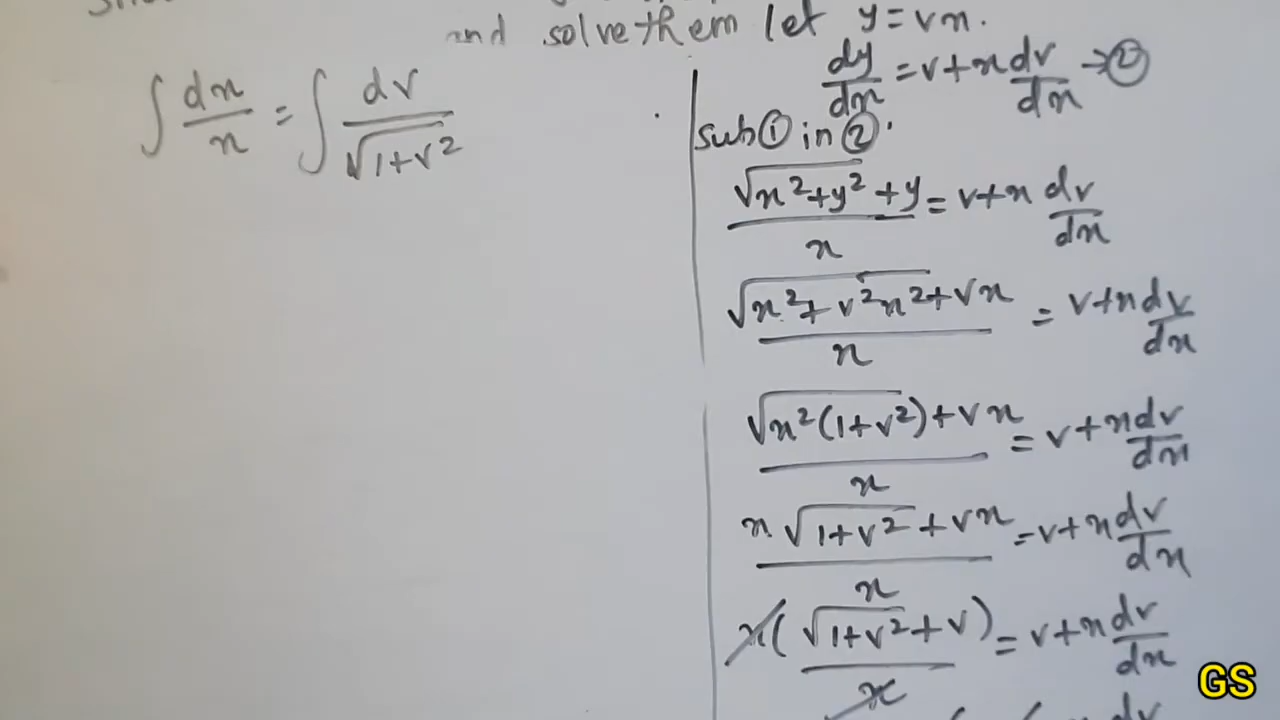 and solve them let y = vx.
∫ dx/x = ∫ dv/√(1+v²)
dy/dx = v + x dv/dx → ②
sub ① in ②.
(√(x²+y²) + y)/x = v + x dv/dx
(√(x²+v²x²) + vx)/x = v + x dv/dx
(√(x²(1+v²)) + vx)/x = v + x dv/dx
(x√(1+v²) + vx)/x = v + x dv/dx
x(√(1+v²) + v)/x = v + x dv/dx
dv
GS